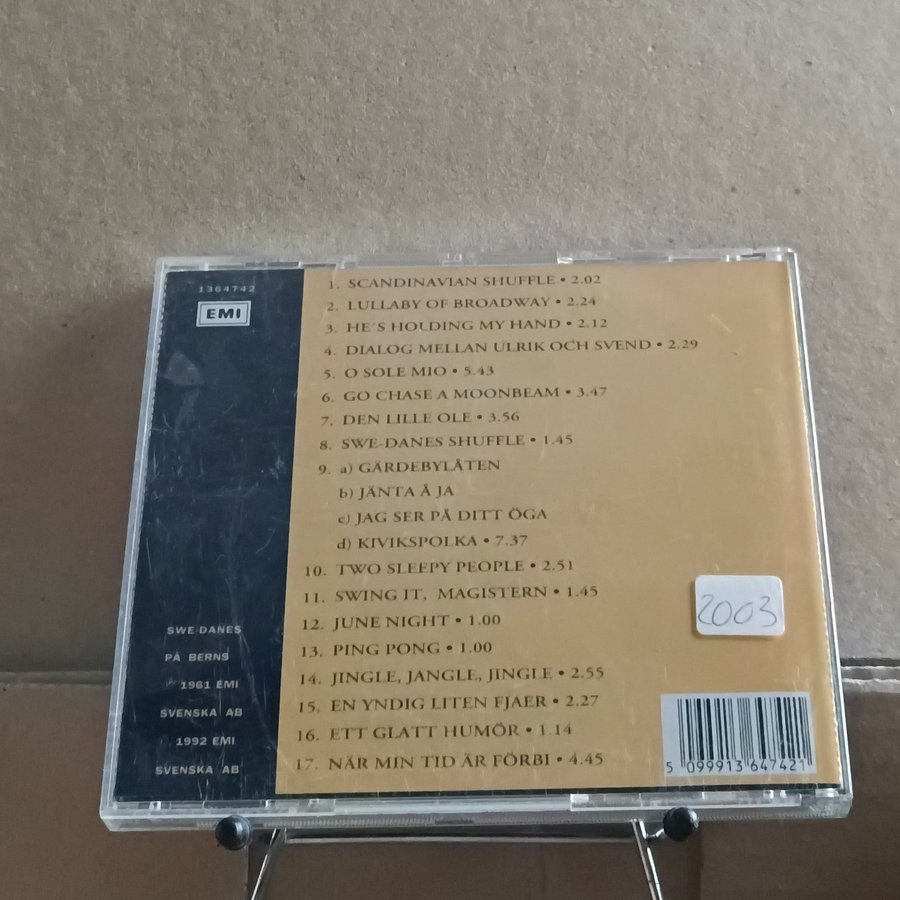 1364742
EMI
SWE-DANES
PÅ BERNS
1961 EMI
SVENSKA AB
1992 EMI
SVENSKA AB
1. SCANDINAVIAN SHUFFLE • 2.02
2. LULLABY OF BROADWAY • 2.24
3. HE´S HOLDING MY HAND • 2.12
4. DIALOG MELLAN ULRIK OCH SVEND • 2.29
5. O SOLE MIO • 5.43
6. GO CHASE A MOONBEAM • 3.47
7. DEN LILLE OLE • 3.56
8. SWE-DANES SHUFFLE • 1.45
9. a) GÄRDEBYLÅTEN
b) JÄNTA Å JA
c) JAG SER PÅ DITT ÖGA
d) KIVIKSPOLKA • 7.37
10. TWO SLEEPY PEOPLE • 2.51
11. SWING IT, MAGISTERN • 1.45
12. JUNE NIGHT • 1.00
13. PING PONG • 1.00
14. JINGLE, JANGLE, JINGLE • 2.55
15. EN YNDIG LITEN FJAER • 2.27
16. ETT GLATT HUMÖR • 1.14
17. NÄR MIN TID ÄR FÖRBI • 4.45
2003
5 099913 647421